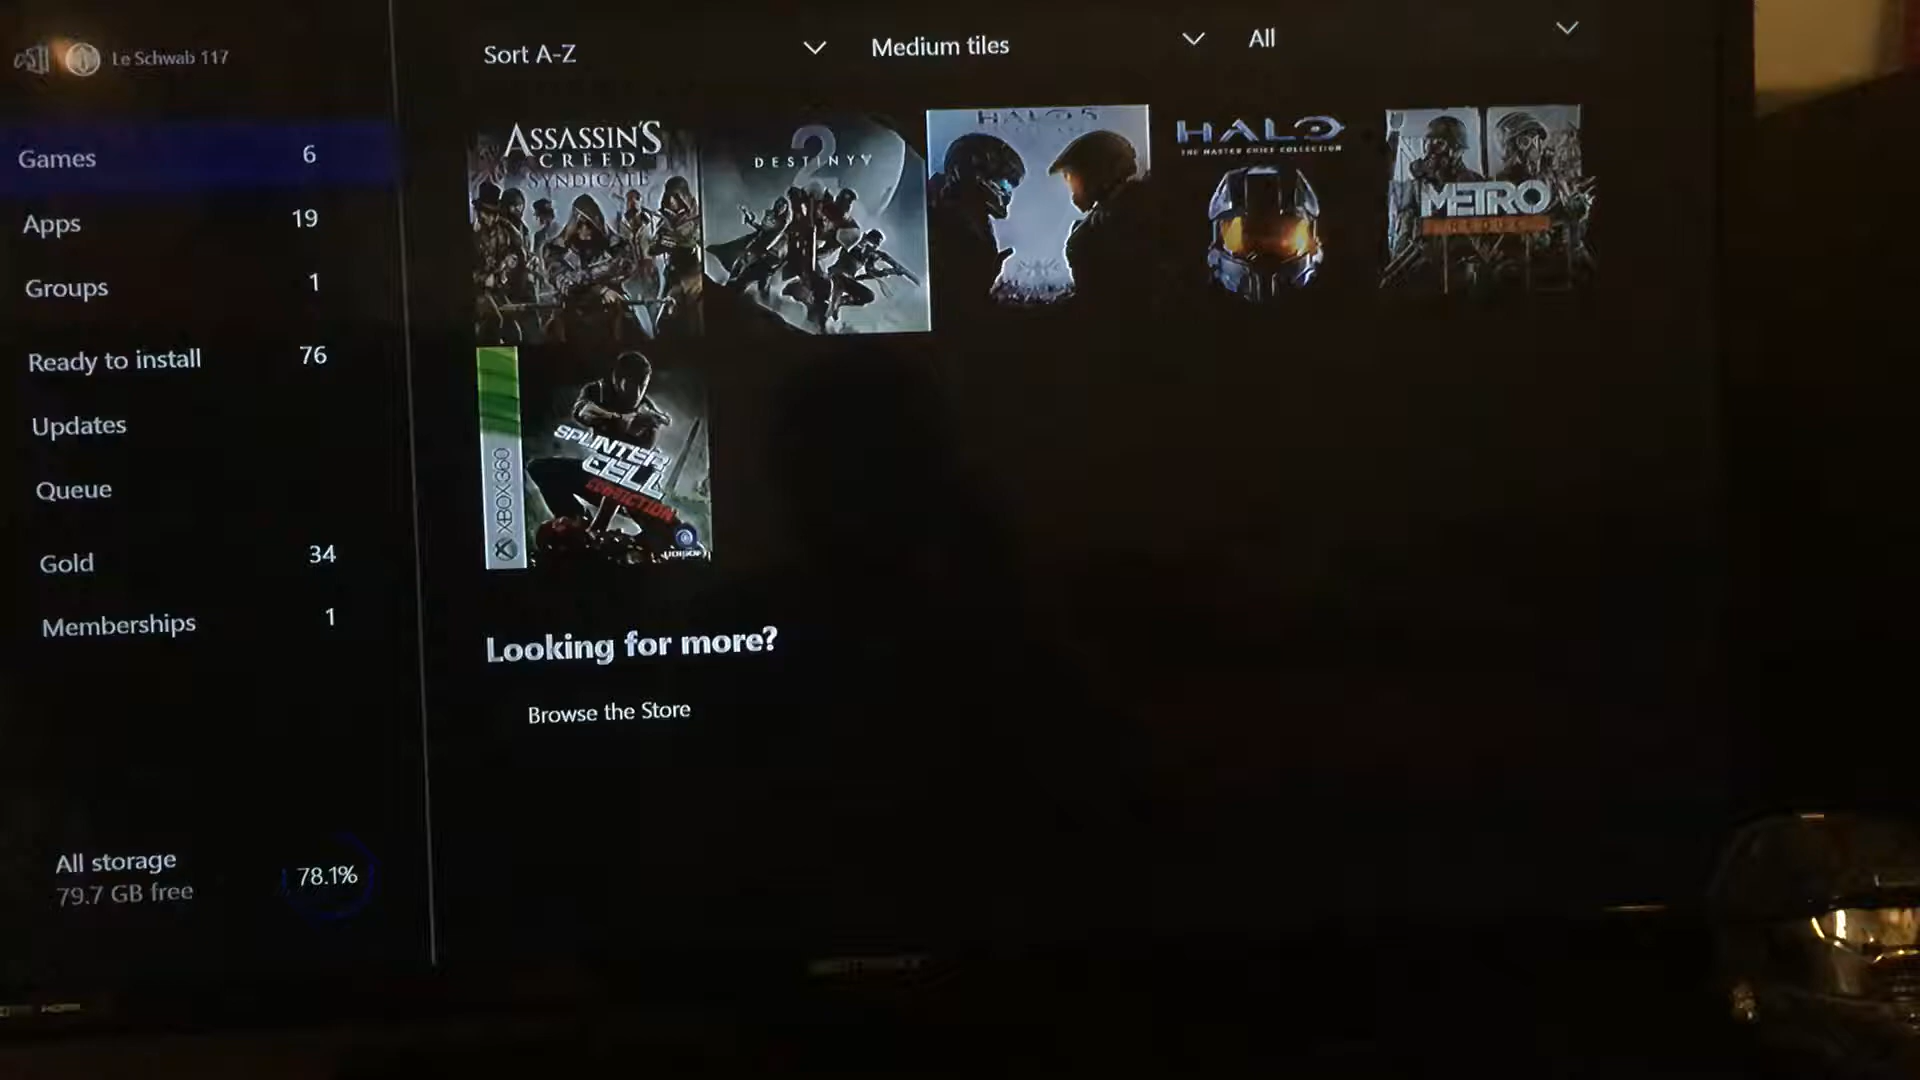 Le Schwab 117
Sort A-Z
Medium tiles
All
Games 6
Apps 19
Groups 1
Ready to install 76
Updates
Queue
Gold 34
Memberships 1
All storage
79.7 GB free
78.1%
ASSASSIN'S
CREED
SYNDICATE
DESTINY
2
HALO 5
HALO
THE MASTER CHIEF COLLECTION
METRO
REDUX
XBOX 360
SPLINTER
CELL
CONVICTION
UBISOFT
Looking for more?
Browse the Store